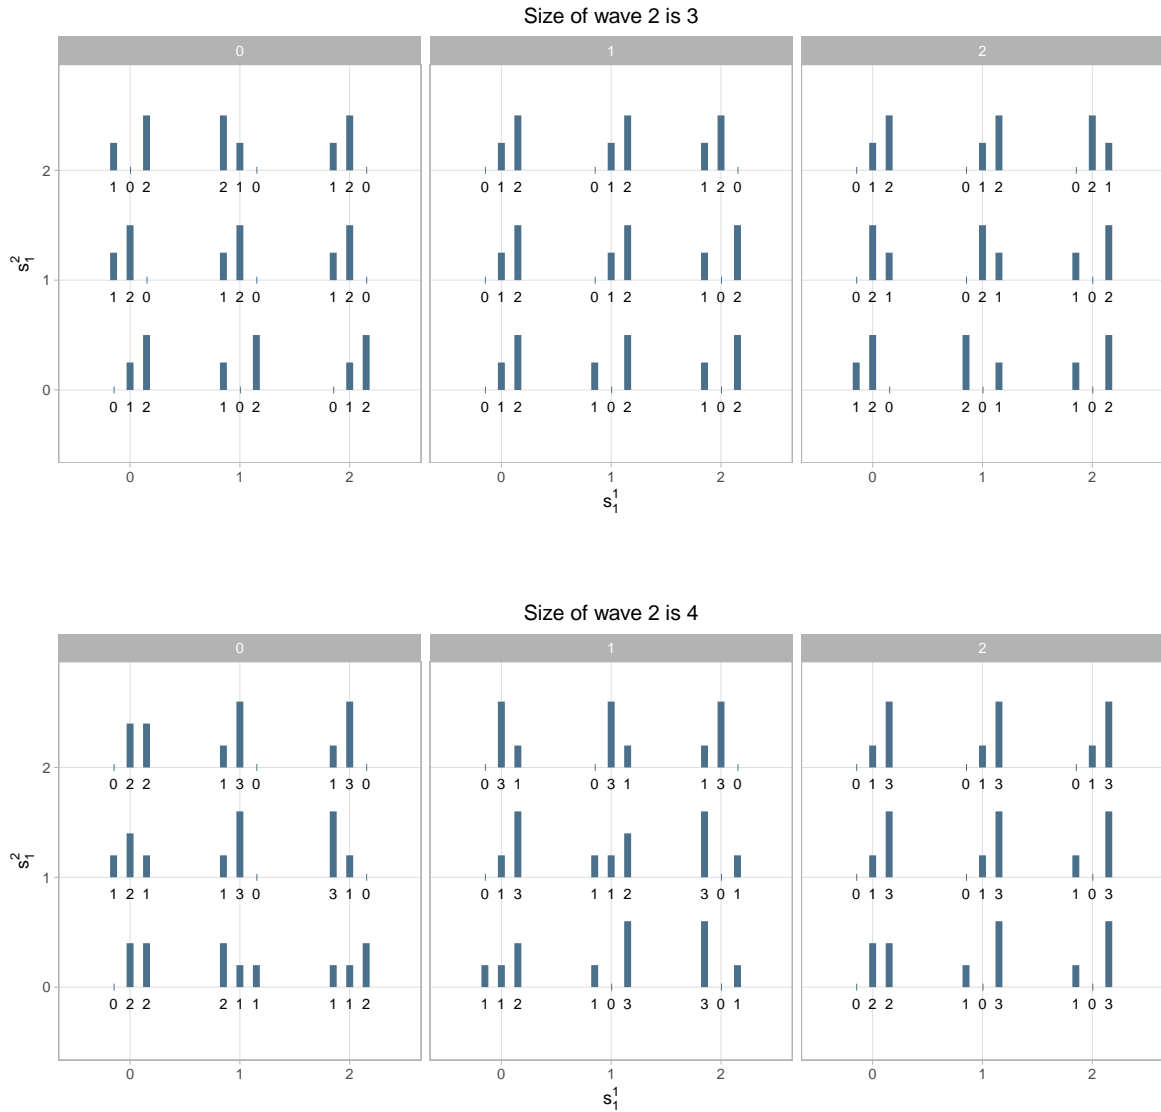 Size of wave 2 is 3
0 1 2
2
1 0 2 2 1 0 1 2 0 0 1 2 0 1 2 1 2 0 0 1 2 0 1 2 0 2 1
1
1 2 0 1 2 0 1 2 0 0 1 2 0 1 2 1 0 2 0 2 1 0 2 1 1 0 2
0
0 1 2 1 0 2 0 1 2 0 1 2 1 0 2 1 0 2 1 2 0 2 0 1 1 0 2
s₁²
0 1 2 0 1 2 0 1 2
s₁¹
Size of wave 2 is 4
0 1 2
2
0 2 2 1 3 0 1 3 0 0 3 1 0 3 1 1 3 0 0 1 3 0 1 3 0 1 3
1
1 2 1 1 3 0 3 1 0 0 1 3 1 1 2 3 0 1 0 1 3 0 1 3 1 0 3
0
0 2 2 2 1 1 1 1 2 1 1 2 1 0 3 3 0 1 0 2 2 1 0 3 1 0 3
s₁²
0 1 2 0 1 2 0 1 2
s₁¹